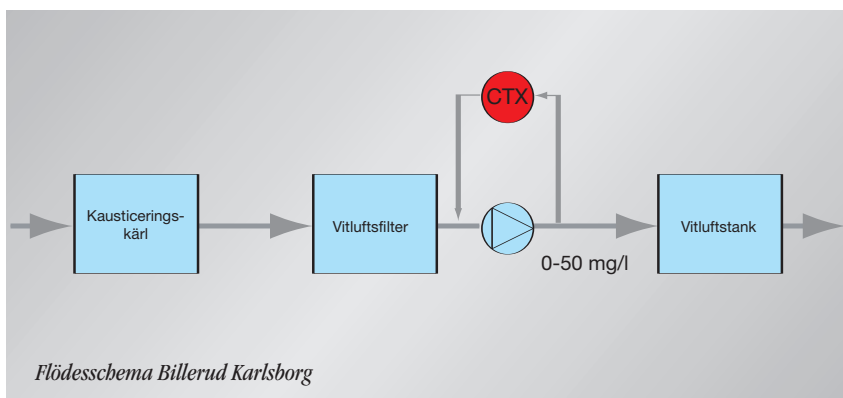 CTX
Kausticerings-
kärl
Vitluftsfilter
Vitluftstank
0-50 mg/l
Flödesschema Billerud Karlsborg